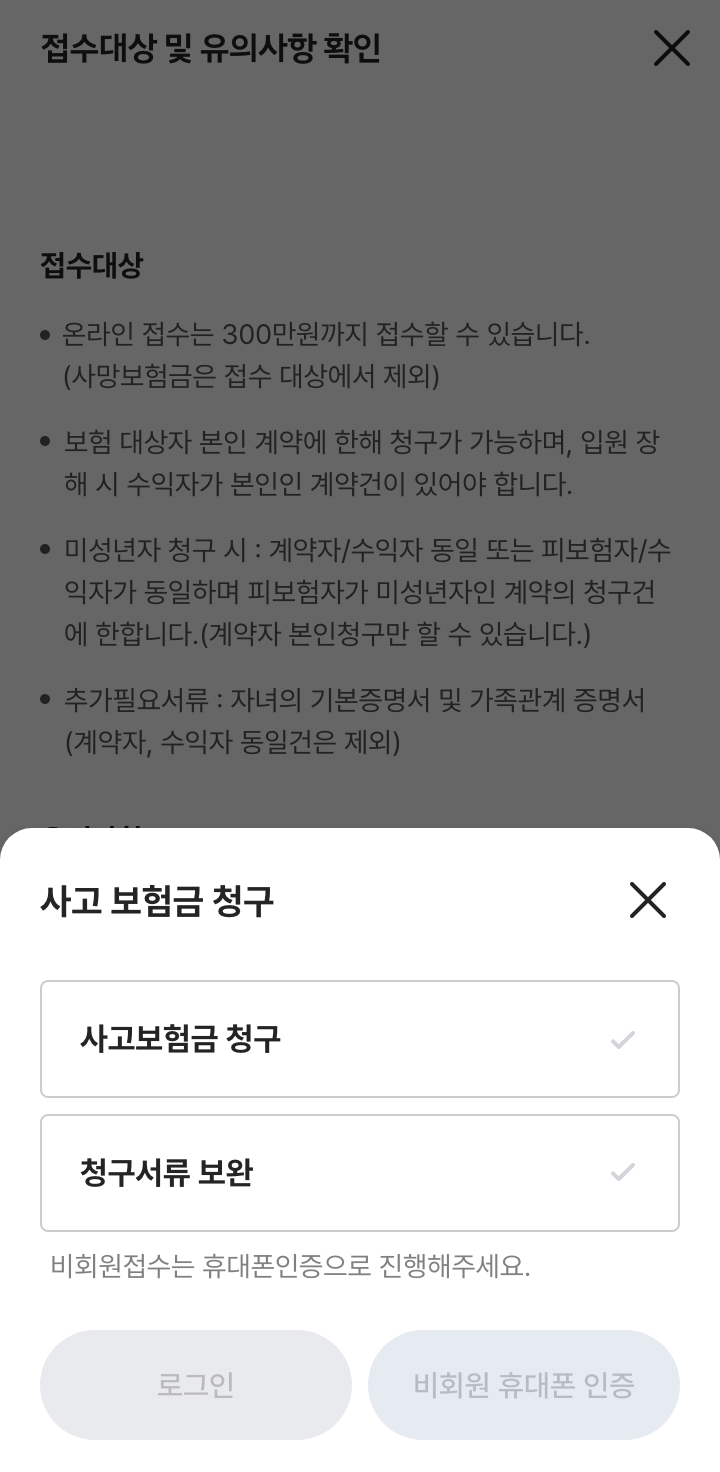 접수대상 및 유의사항 확인
접수대상
• 온라인 접수는 300만원까지 접수할 수 있습니다.
(사망보험금은 접수 대상에서 제외)
• 보험 대상자 본인 계약에 한해 청구가 가능하며, 입원 장
해 시 수익자가 본인인 계약건이 있어야 합니다.
• 미성년자 청구 시 : 계약자/수익자 동일 또는 피보험자/수
익자가 동일하며 피보험자가 미성년자인 계약의 청구건
에 한합니다.(계약자 본인청구만 할 수 있습니다.)
• 추가필요서류 : 자녀의 기본증명서 및 가족관계 증명서
(계약자, 수익자 동일건은 제외)
사고 보험금 청구
사고보험금 청구
청구서류 보완
비회원접수는 휴대폰인증으로 진행해주세요.
로그인
비회원 휴대폰 인증